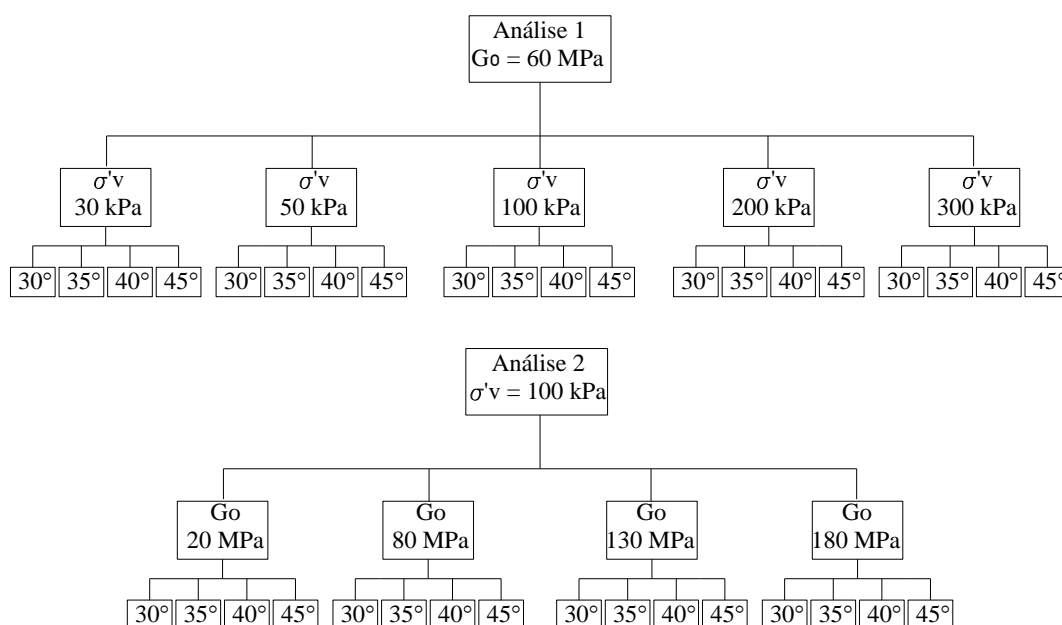 Análise 1
Go = 60 MPa
σ'v σ'v σ'v σ'v σ'v
30 kPa 50 kPa 100 kPa 200 kPa 300 kPa
30° 35° 40° 45° 30° 35° 40° 45° 30° 35° 40° 45° 30° 35° 40° 45° 30° 35° 40° 45°
Análise 2
σ'v = 100 kPa
Go Go Go Go
20 MPa 80 MPa 130 MPa 180 MPa
30° 35° 40° 45° 30° 35° 40° 45° 30° 35° 40° 45° 30° 35° 40° 45°